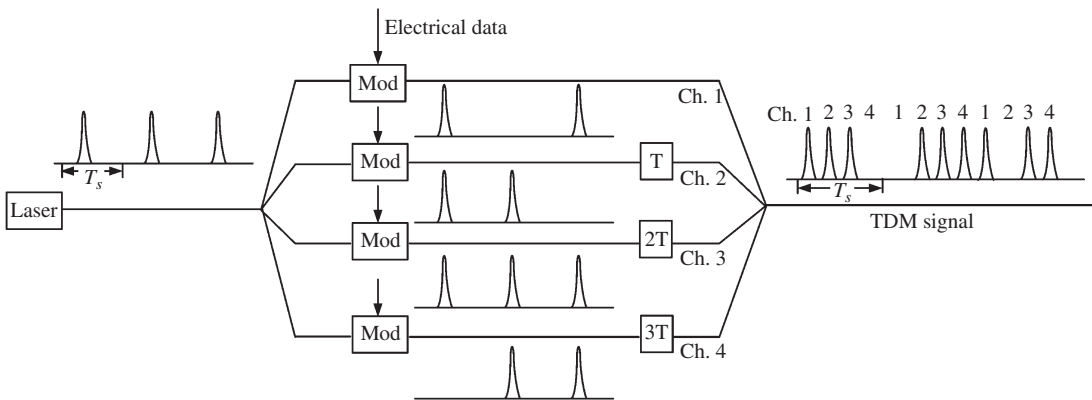 Electrical data
Mod
Ch. 1
Ch. 1 2 3 4 1 2 3 4 1 2 3 4
Mod
T
Ch. 2
T_s
T_s
Laser
TDM signal
Mod
2T
Ch. 3
Mod
3T
Ch. 4